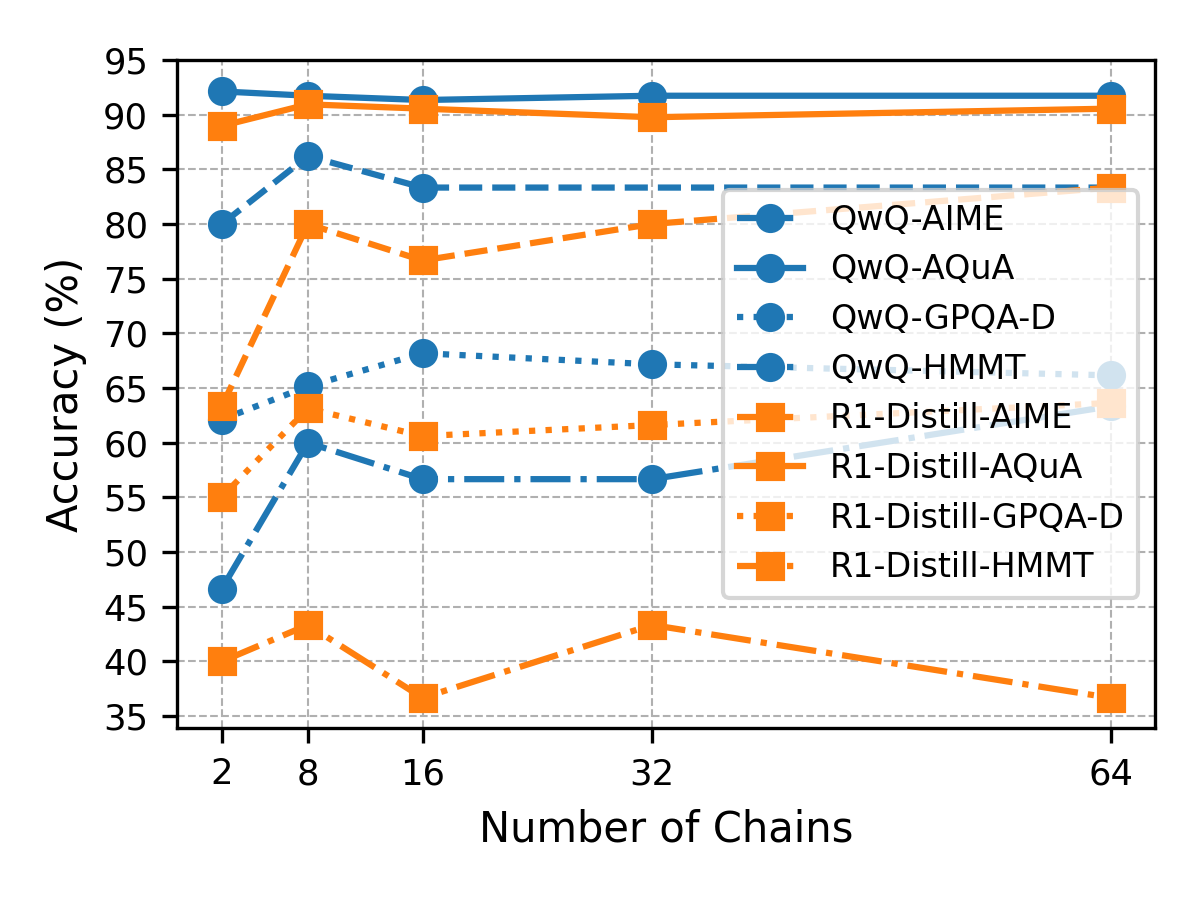 95
90
85
80
75
70
65
60
55
50
45
40
35
Accuracy (%)
QwQ-AIME
QwQ-AQuA
QwQ-GPQA-D
QwQ-HMMT
R1-Distill-AIME
R1-Distill-AQuA
R1-Distill-GPQA-D
R1-Distill-HMMT
2 8 16 32 64
Number of Chains